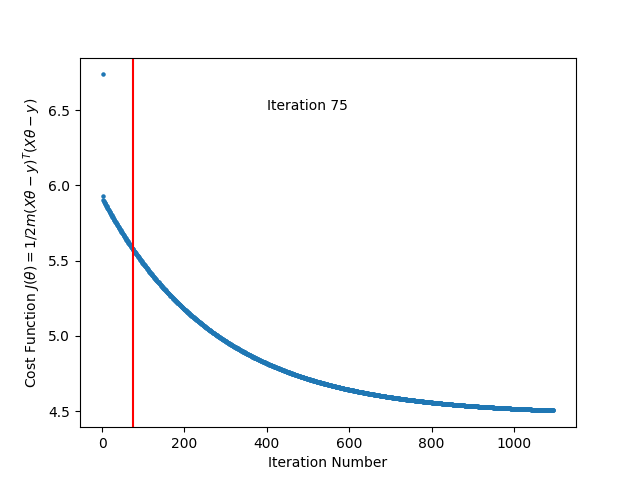 Iteration 75
Cost Function J(θ) = 1/2m(Xθ − y)ᵀ(Xθ − y)
6.5
6.0
5.5
5.0
4.5
0 200 400 600 800 1000
Iteration Number